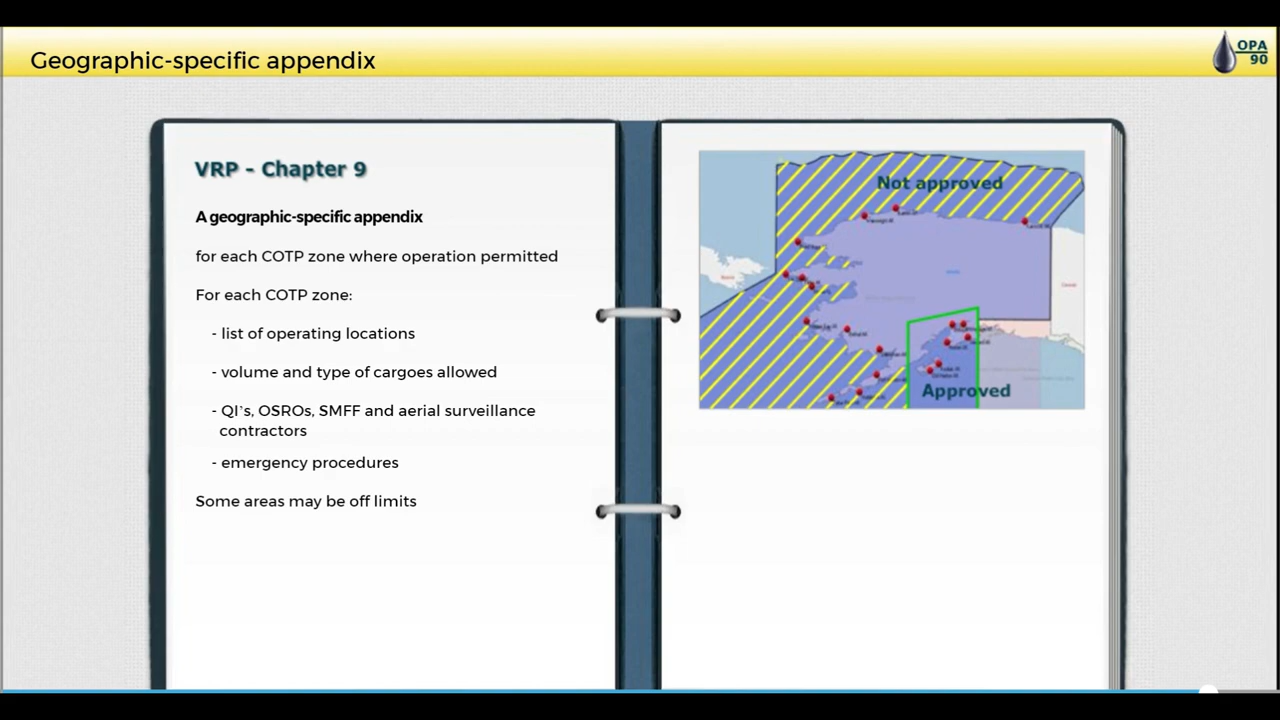 Geographic-specific appendix
OPA
90
VRP - Chapter 9
A geographic-specific appendix
for each COTP zone where operation permitted
For each COTP zone:
- list of operating locations
- volume and type of cargoes allowed
- QI's, OSROs, SMFF and aerial surveillance
contractors
- emergency procedures
Some areas may be off limits
Not approved
Approved